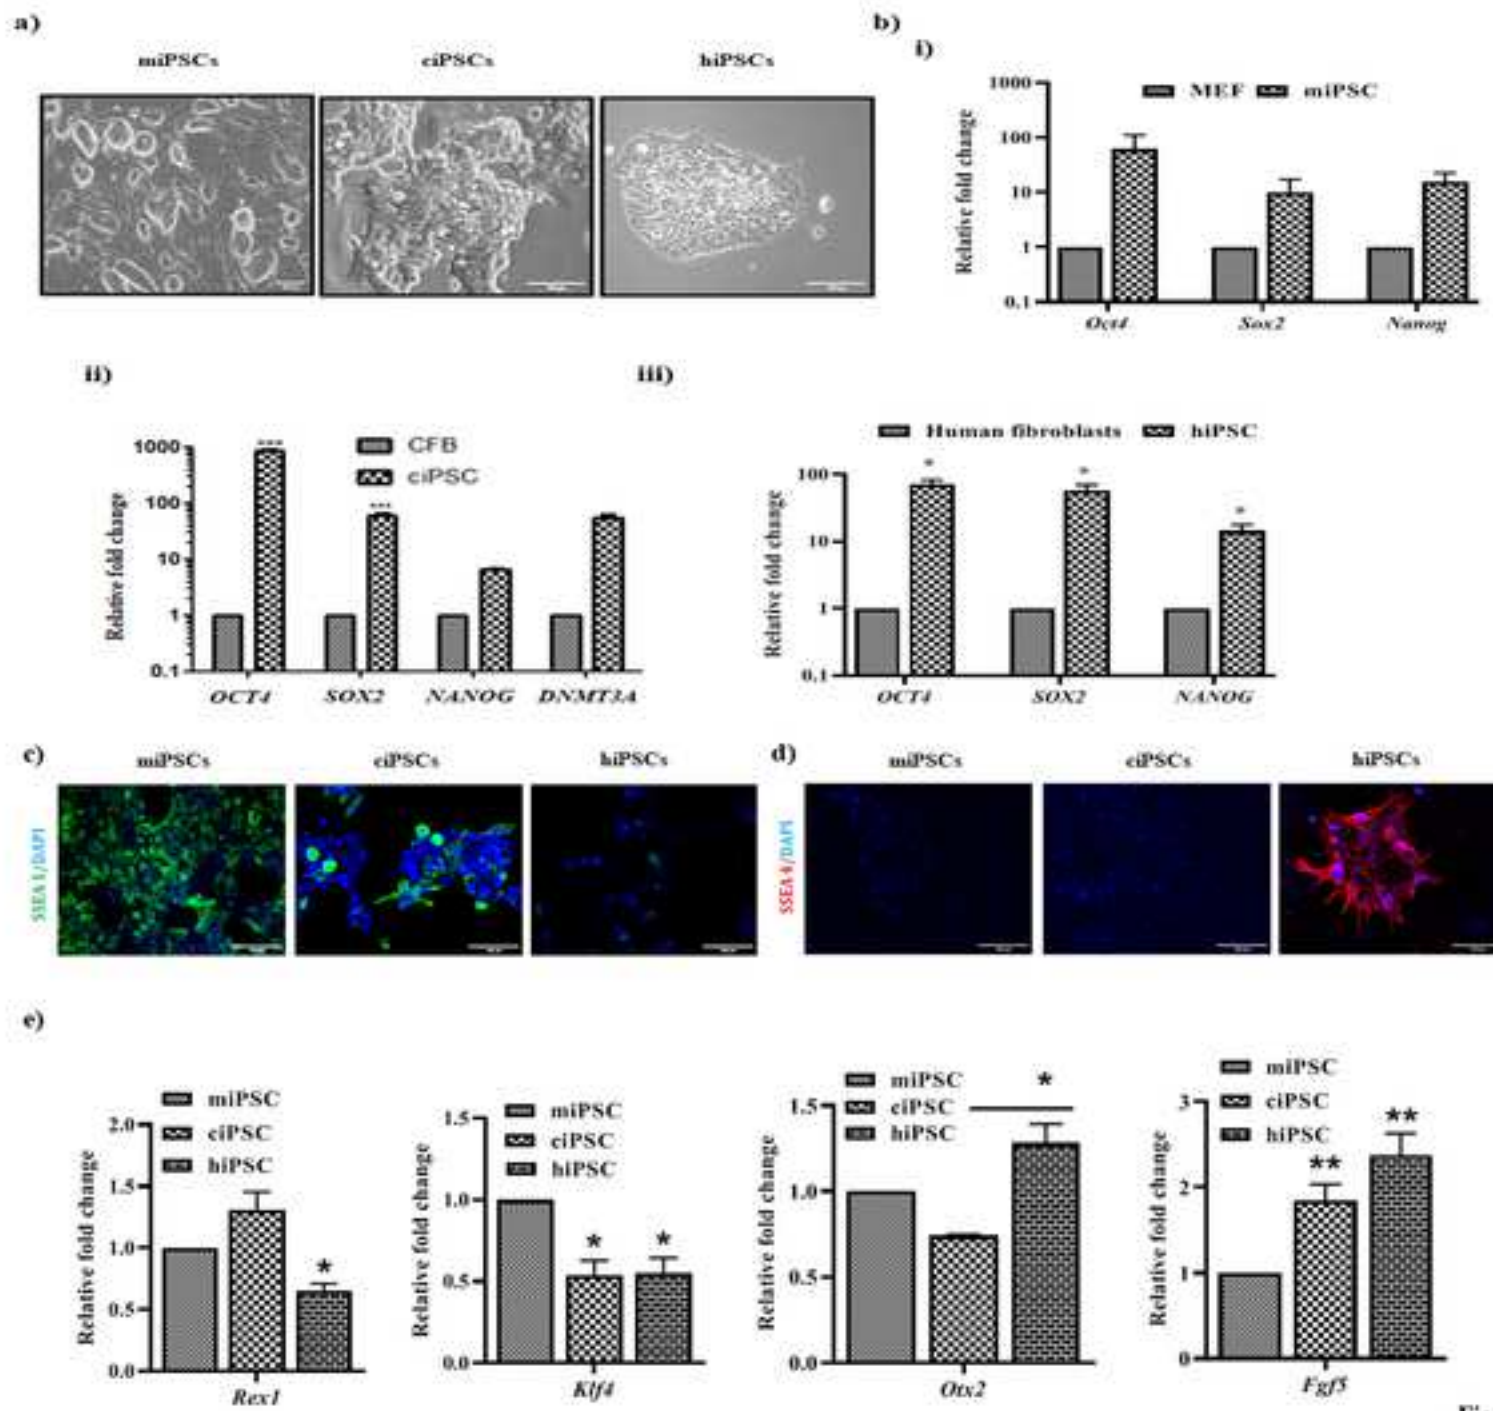 a)
miPSCs
ciPSCs
hiPSCs
b)
i)
Relative fold change
1000
100
10
1
0.1
MEF
miPSC
Oct4
Sox2
Nanog
ii)
Relative fold change
1000
100
10
1
0.1
***
***
CFB
ciPSC
OCT4
SOX2
NANOG
DNMT3A
iii)
Human fibroblasts
hiPSC
Relative fold change
100
10
1
0.1
*
*
*
OCT4
SOX2
NANOG
c)
miPSCs
ciPSCs
hiPSCs
SSEA 1/DAPI
d)
miPSCs
ciPSCs
hiPSCs
SSEA 4/DAPI
e)
miPSC
ciPSC
hiPSC
Relative fold change
2.0
1.5
1.0
0.5
0.0
*
Rex1
miPSC
ciPSC
hiPSC
Relative fold change
1.5
1.0
0.5
0.0
*
*
Klf4
miPSC
ciPSC
hiPSC
Relative fold change
1.5
1.0
0.5
0.0
*
Otx2
miPSC
ciPSC
hiPSC
Relative fold change
3
2
1
0
**
**
Fgf5